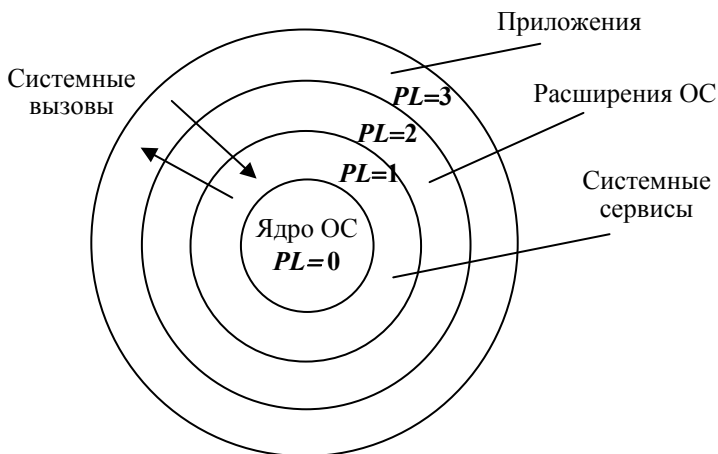 Приложения
Системные
вызовы
PL=3
Расширения ОС
PL=2
PL=1
Системные
сервисы
Ядро ОС
PL=0